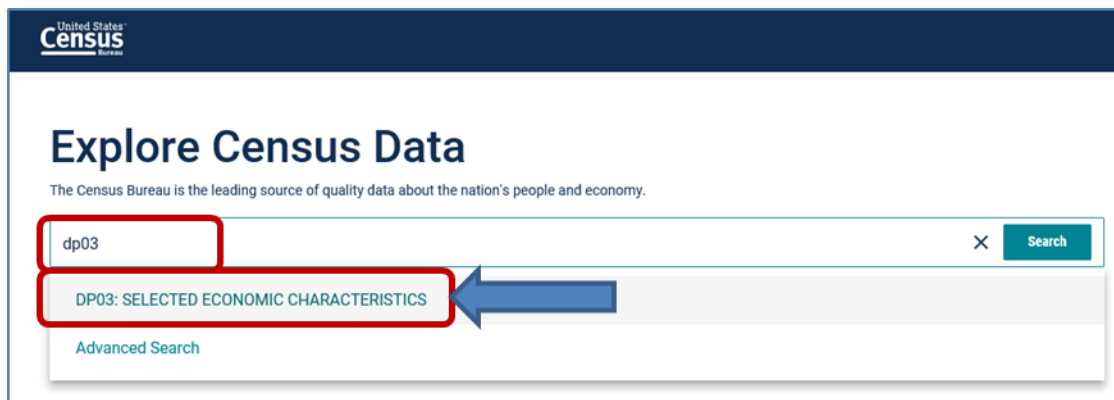 United States™
Census
Bureau
Explore Census Data
The Census Bureau is the leading source of quality data about the nation's people and economy.
dp03 Search
DP03: SELECTED ECONOMIC CHARACTERISTICS
Advanced Search